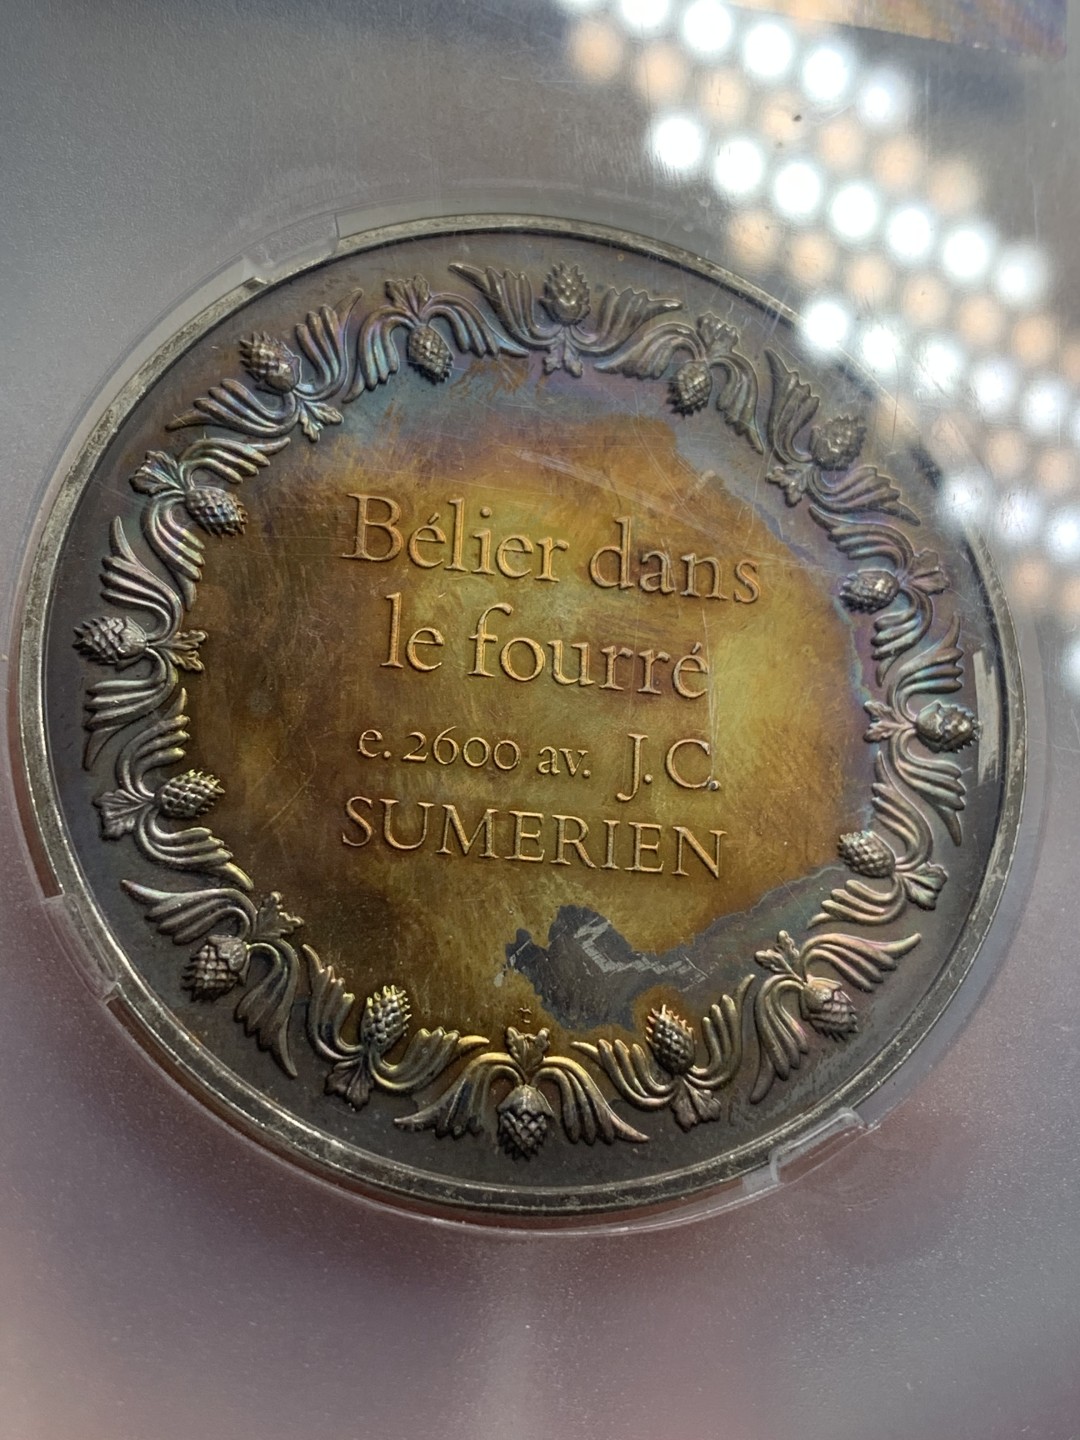 Bélier dans
le fourré
e. 2600 av. J.C.
SUMERIEN